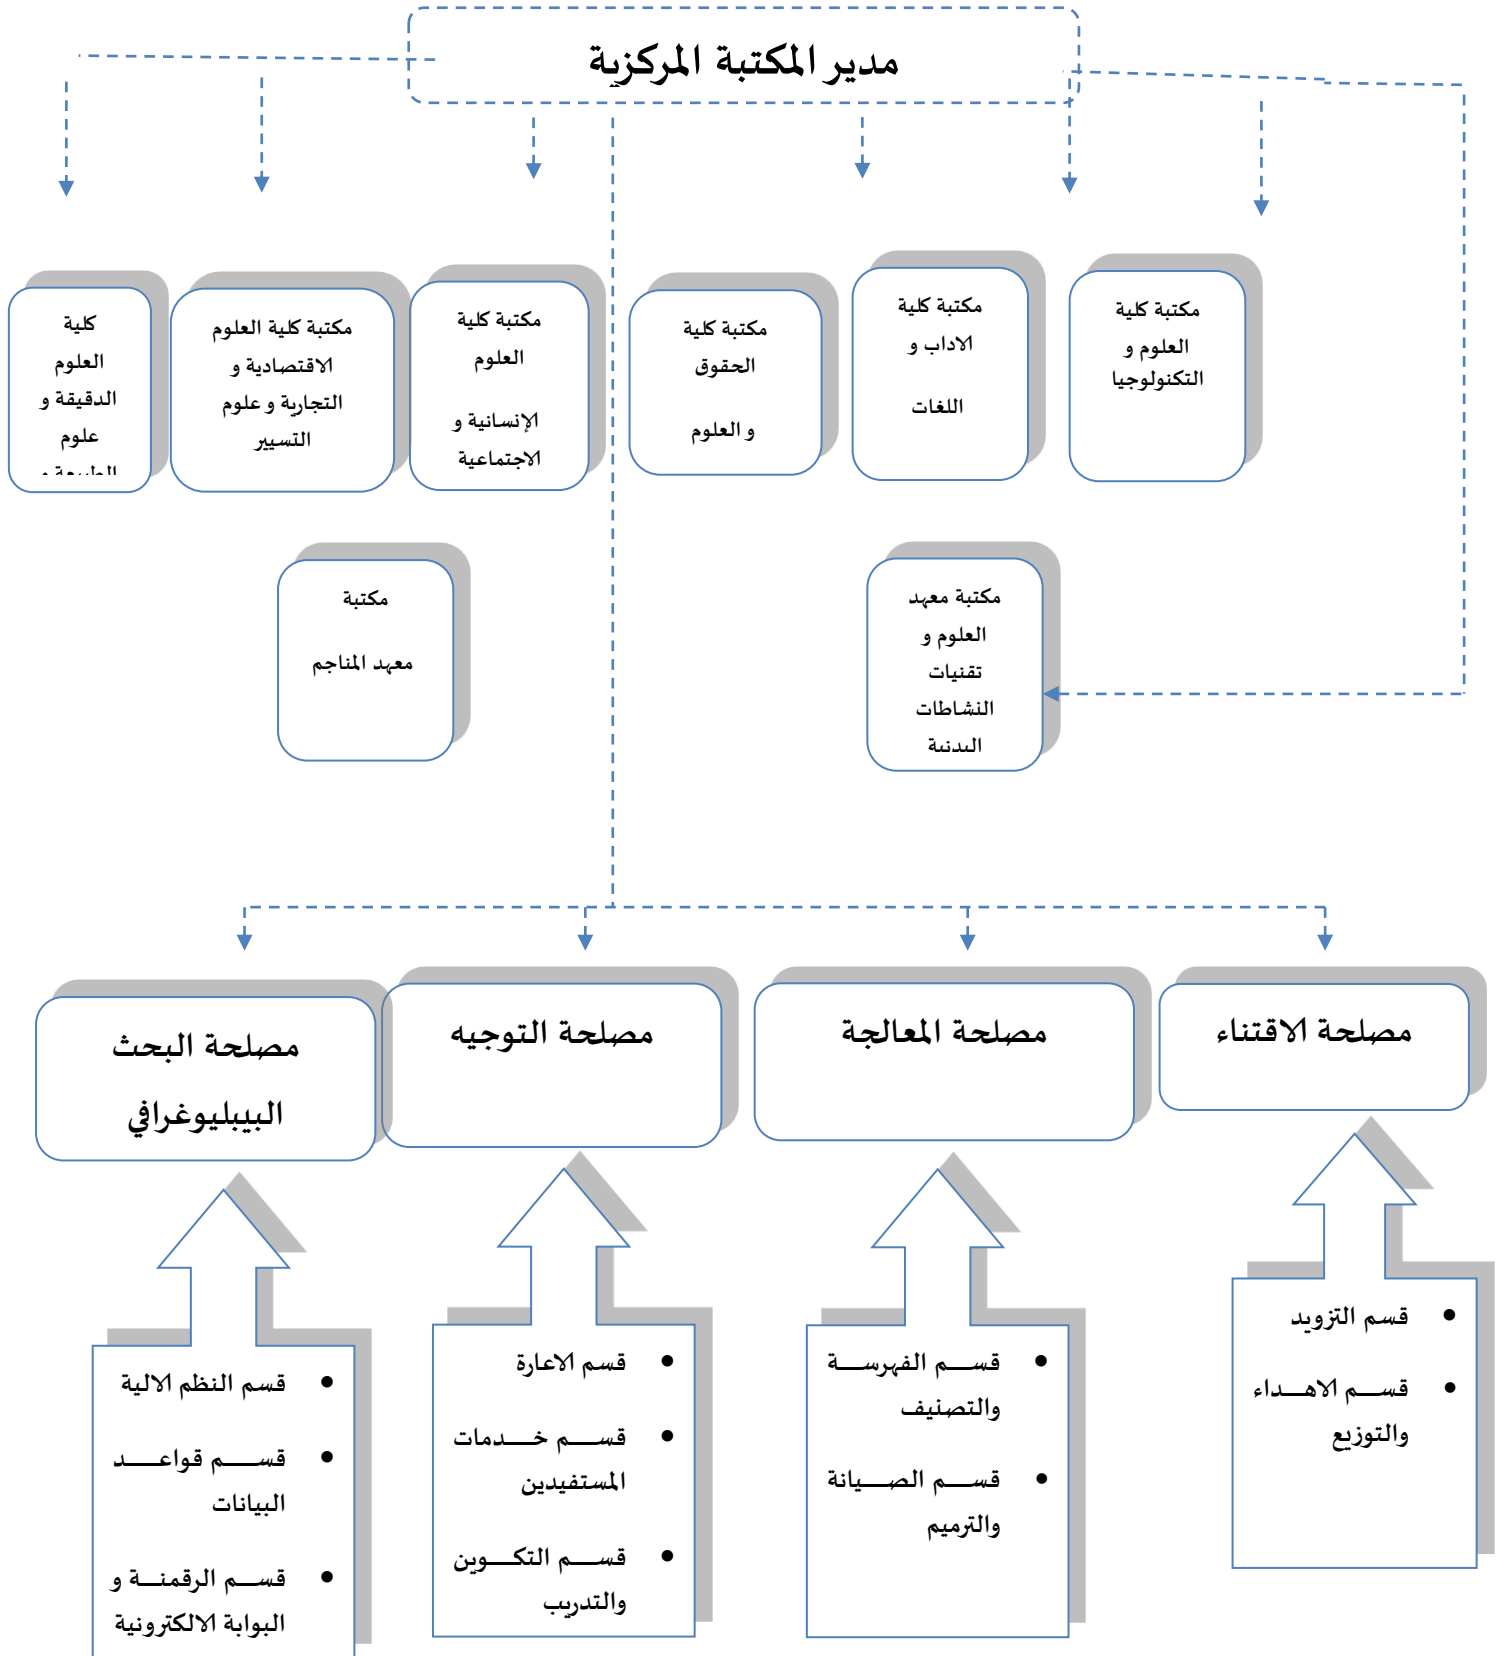 مدير المكتبة المركزية
مكتبة كلية
العلوم و
التكنولوجيا
مكتبة كلية
الاداب و
اللغات
مكتبة كلية
الحقوق
و العلوم
مكتبة كلية
العلوم
الإنسانية و
الاجتماعية
مكتبة كلية العلوم
الاقتصادية و
التجارية و علوم
التسيير
كلية
العلوم
الدقيقة و
علوم
الطبيعة و
مكتبة معهد
العلوم و
تقنيات
النشاطات
البدنية
مكتبة
معهد المناجم
مصلحة الاقتناء
مصلحة المعالجة
مصلحة التوجيه
مصلحة البحث
البيبليوغرافي
• قسم التزويد
• قسم الاهداء
والتوزيع
• قسم الفهرسة
والتصنيف
• قسم الصيانة
والترميم
• قسم الاعارة
• قسم خدمات
المستفيدين
• قسم التكوين
والتدريب
• قسم النظم الالية
• قسم قواعد
البيانات
• قسم الرقمنة و
البوابة الالكترونية